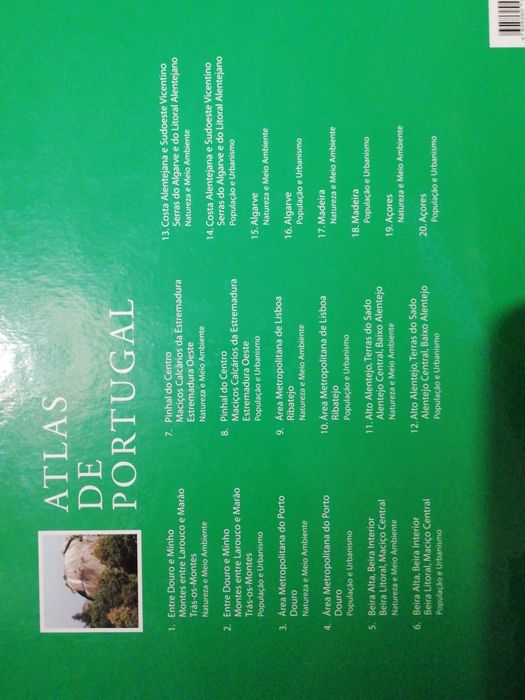 ATLAS
DE
PORTUGAL
1. Entre Douro e Minho
Montes entre Larouco e Marão
Trás-os-Montes
Natureza e Meio Ambiente
2. Entre Douro e Minho
Montes entre Larouco e Marão
Trás-os-Montes
População e Urbanismo
3. Área Metropolitana do Porto
Douro
Natureza e Meio Ambiente
4. Área Metropolitana do Porto
Douro
População e Urbanismo
5. Beira Alta, Beira Interior
Beira Litoral, Maciço Central
Natureza e Meio Ambiente
6. Beira Alta, Beira Interior
Beira Litoral, Maciço Central
População e Urbanismo
7. Pinhal do Centro
Maciços Calcários da Estremadura
Estremadura Oeste
Natureza e Meio Ambiente
8. Pinhal do Centro
Maciços Calcários da Estremadura
Estremadura Oeste
População e Urbanismo
9. Área Metropolitana de Lisboa
Ribatejo
Natureza e Meio Ambiente
10. Área Metropolitana de Lisboa
Ribatejo
População e Urbanismo
11. Alto Alentejo, Terras do Sado
Alentejo Central, Baixo Alentejo
Natureza e Meio Ambiente
12. Alto Alentejo, Terras do Sado
Alentejo Central, Baixo Alentejo
População e Urbanismo
13. Costa Alentejana e Sudoeste Vicentino
Serras do Algarve e do Litoral Alentejano
Natureza e Meio Ambiente
14. Costa Alentejana e Sudoeste Vicentino
Serras do Algarve e do Litoral Alentejano
População e Urbanismo
15. Algarve
Natureza e Meio Ambiente
16. Algarve
População e Urbanismo
17. Madeira
Natureza e Meio Ambiente
18. Madeira
População e Urbanismo
19. Açores
Natureza e Meio Ambiente
20. Açores
População e Urbanismo